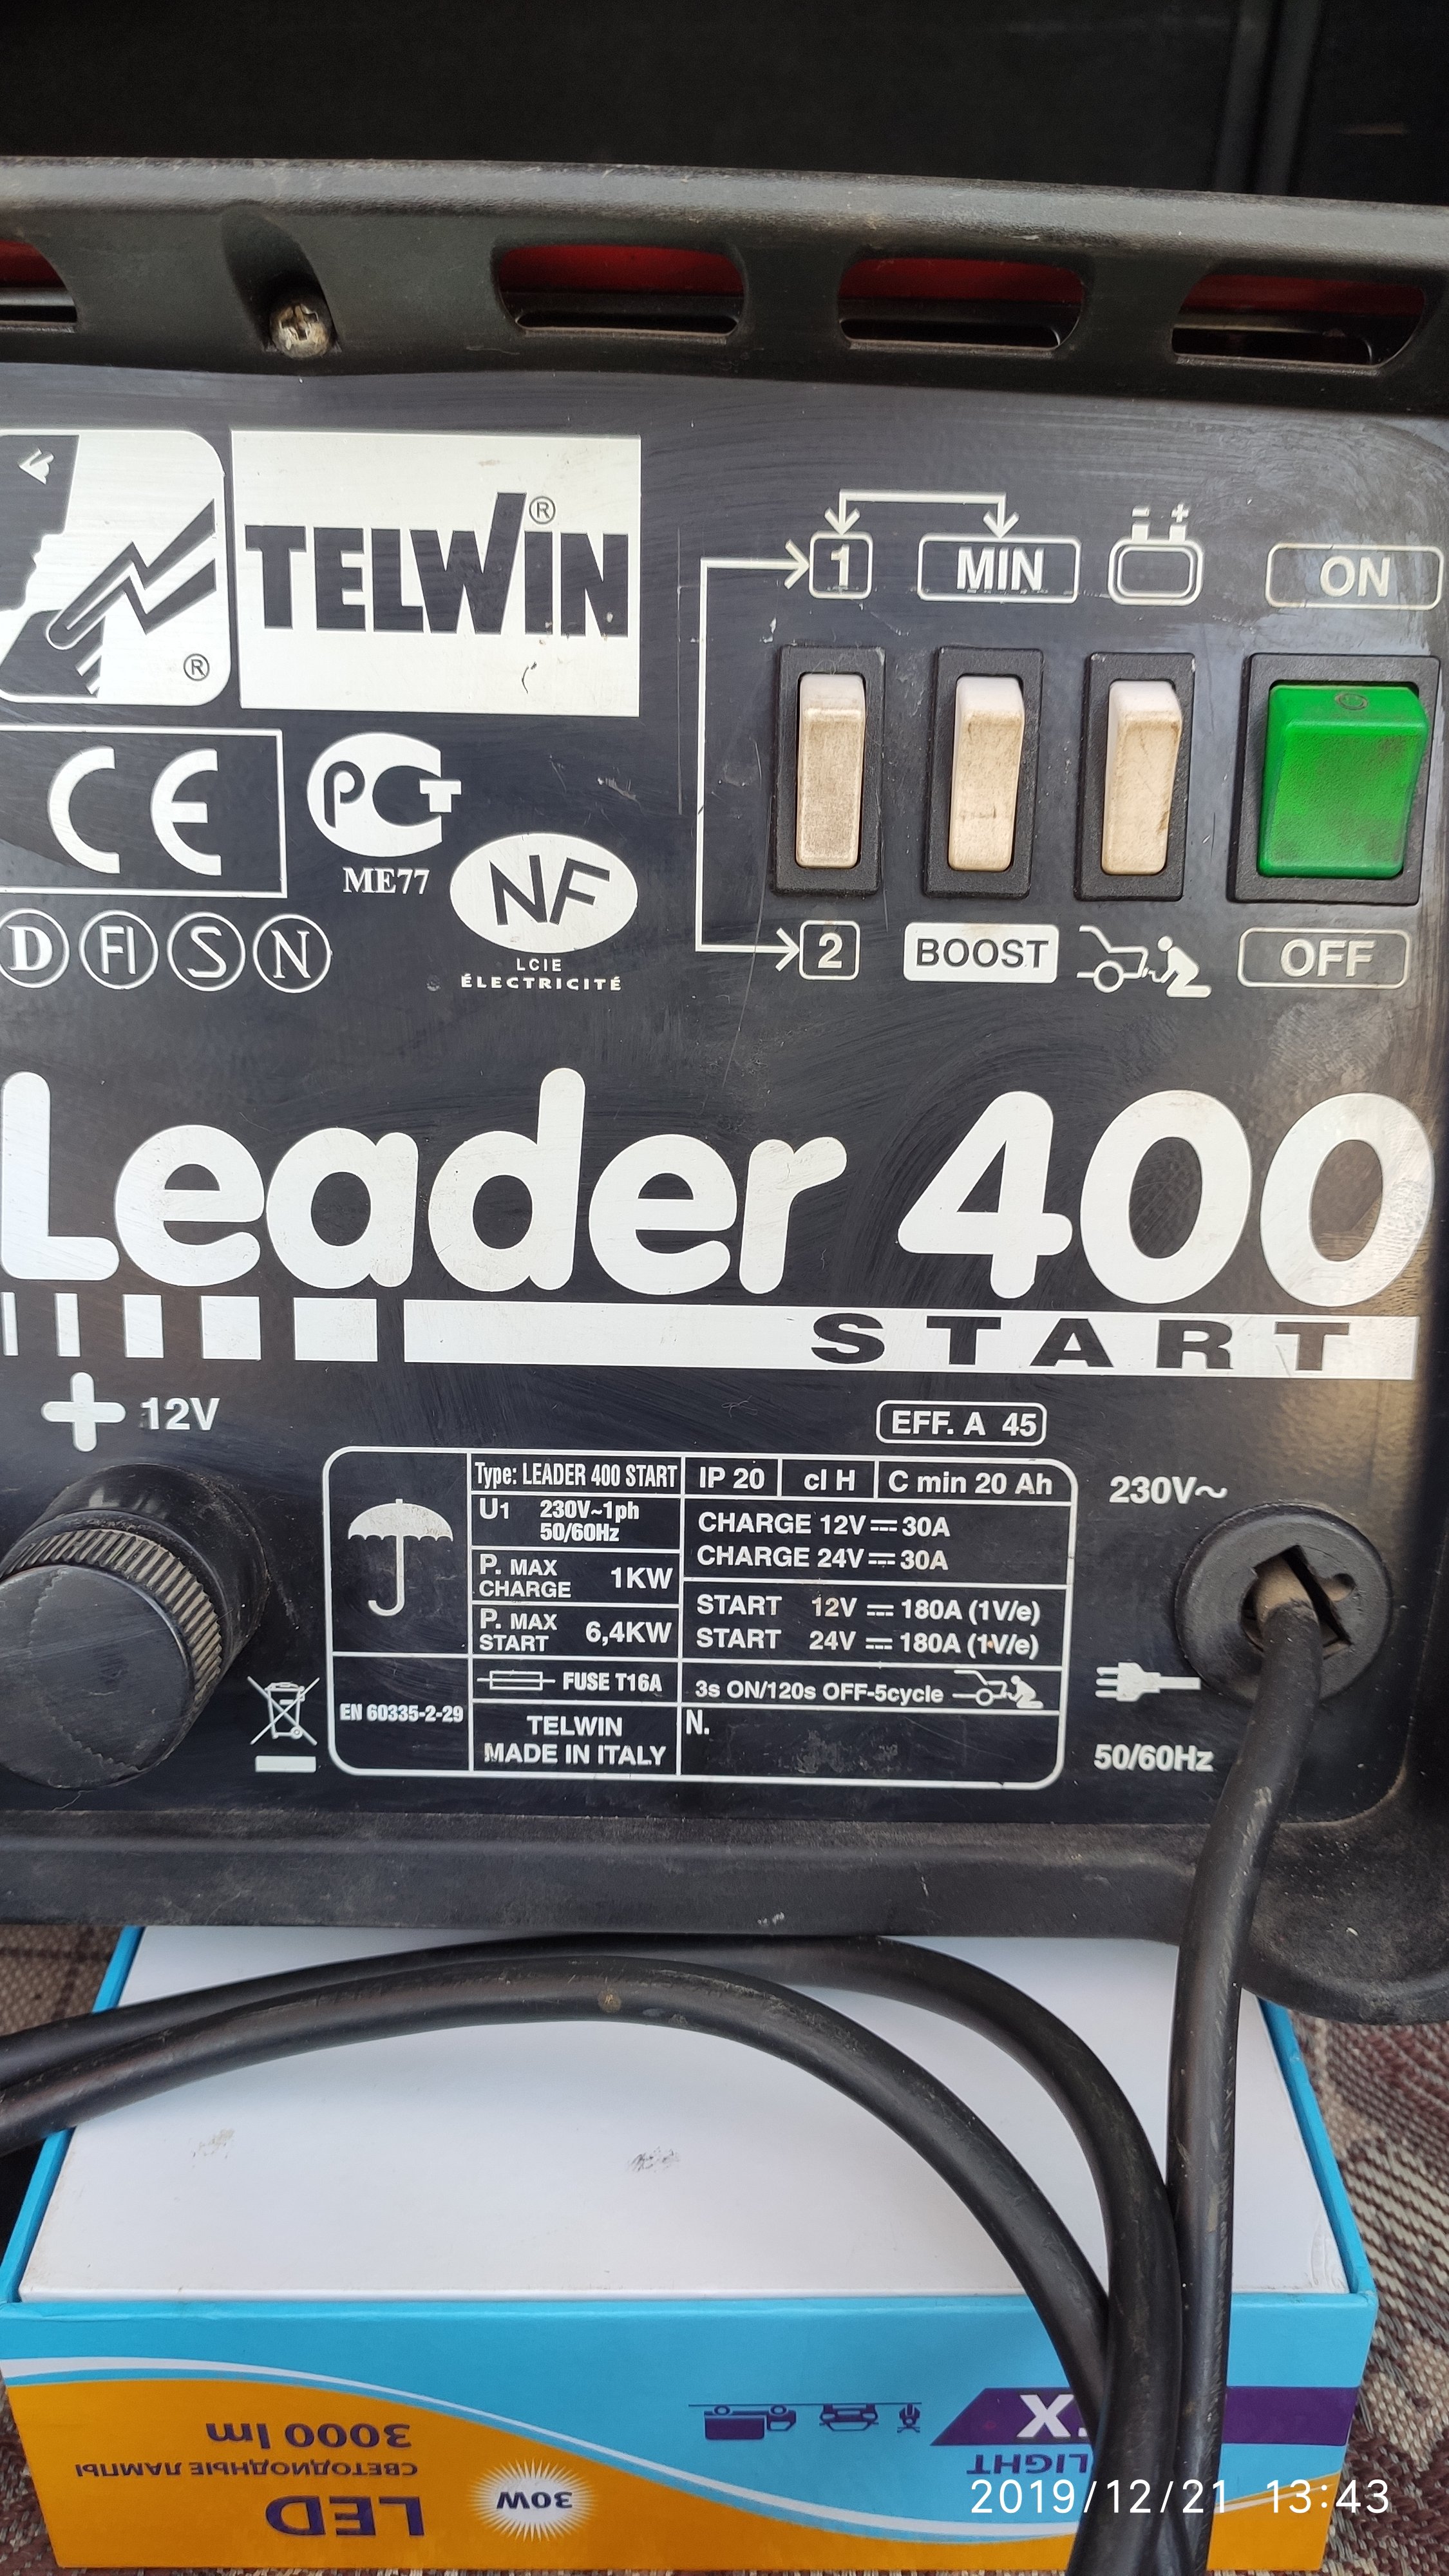 TELWIN®
®
1 MIN - + ON
CE
PCT
ME77
NF
LCIE
ÉLECTRICITÉ
D FI S N
2 BOOST OFF
Leader 400
START
+ 12V
EFF. A 45
Type: LEADER 400 START
IP 20 cl H C min 20 Ah
U1 230V~1ph
50/60Hz
CHARGE 12V⎓30A
CHARGE 24V⎓30A
P. MAX
CHARGE 1KW
P. MAX
START 6,4KW
START 12V ⎓ 180A (1V/e)
START 24V ⎓ 180A (1V/e)
FUSE T16A
3s ON/120s OFF-5cycle
EN 60335-2-29
TELWIN
MADE IN ITALY
N.
230V~
50/60Hz
X
LIGHT
3000 lm
СВЕТОДИОДНЫЕ ЛАМПЫ
LED
30W
2019/12/21 13:43